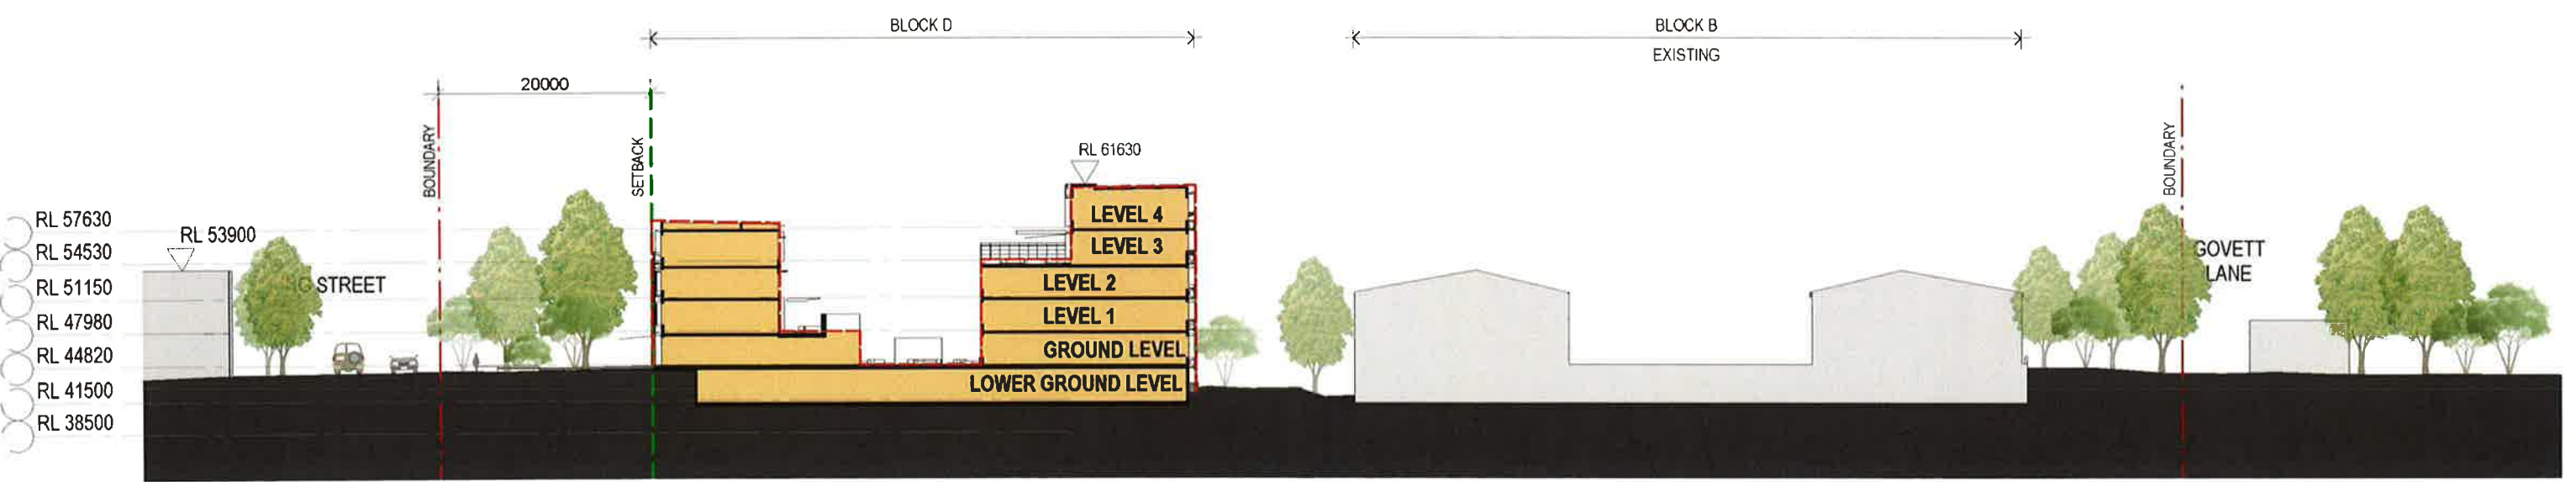 BLOCK D
BLOCK B
EXISTING
20000
BOUNDARY
SETBACK
BOUNDARY
RL 61630
RL 57630
RL 53900
RL 54530
RL 51150
RL 47980
RL 44820
RL 41500
RL 38500
STREET
LEVEL 4
LEVEL 3
LEVEL 2
LEVEL 1
GROUND LEVEL
LOWER GROUND LEVEL
GOVETT
LANE